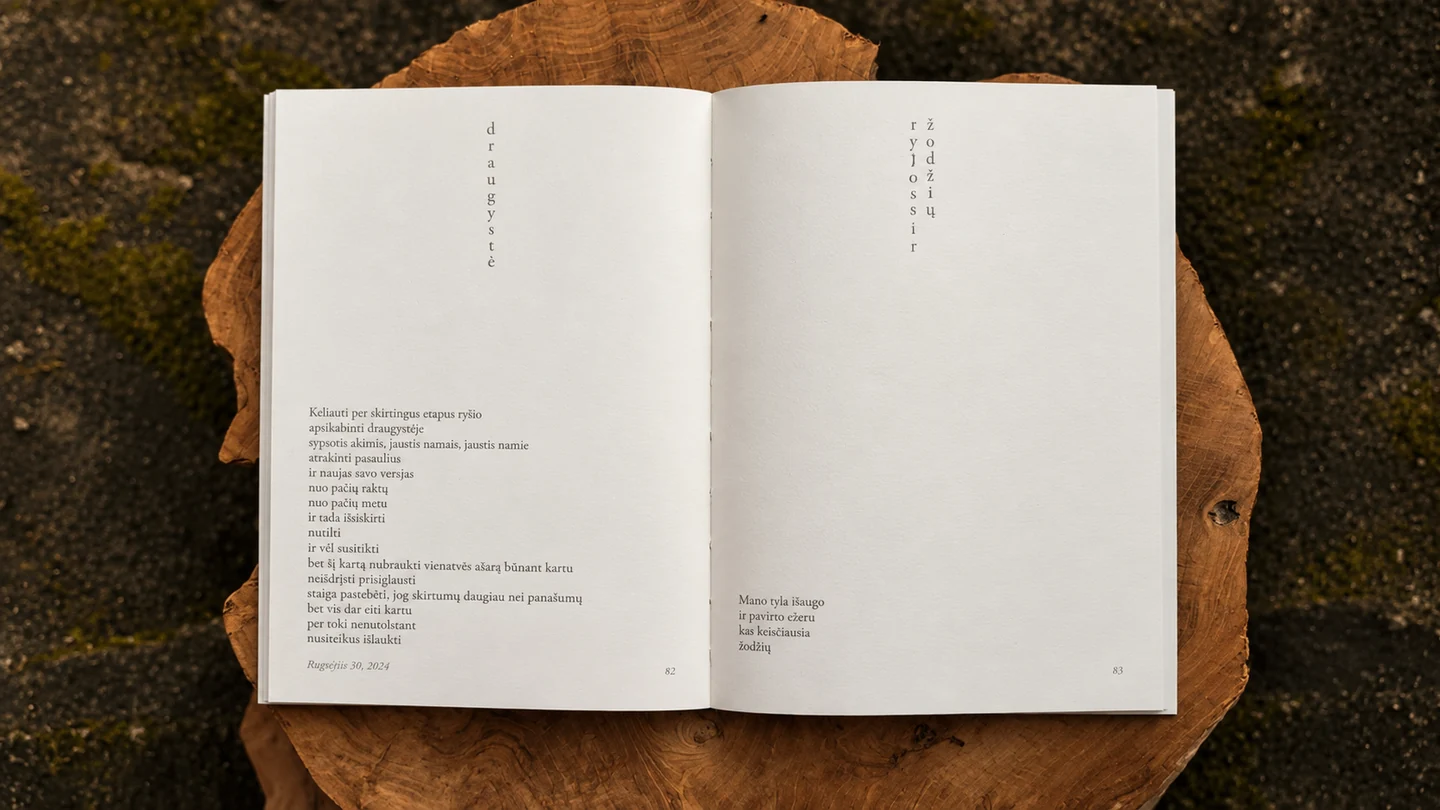 draugystė
Keliauti per skirtingus etapus ryšio
apsikabinti draugystėje
sypsotis akimis, jaustis namais, jaustis namie
atrakinti pasaulius
ir naujas savo versjas
nuo pačių raktų
nuo pačių metu
ir tada išsiskirti
nutilti
ir vėl susitikti
bet šį kartą nubraukti vienatvės ašarą būnant kartu
neišdrįsti prisiglausti
staiga pastebėti, jog skirtumų daugiau nei panašumų
bet vis dar eiti kartu
per toki nenutolstant
nusiteikus išlaukti
30, 2024
82
ryJossir
žodžių
Mano tyla išaugo
ir pavirto ežeru
kas keisčiausia
žodžių
83